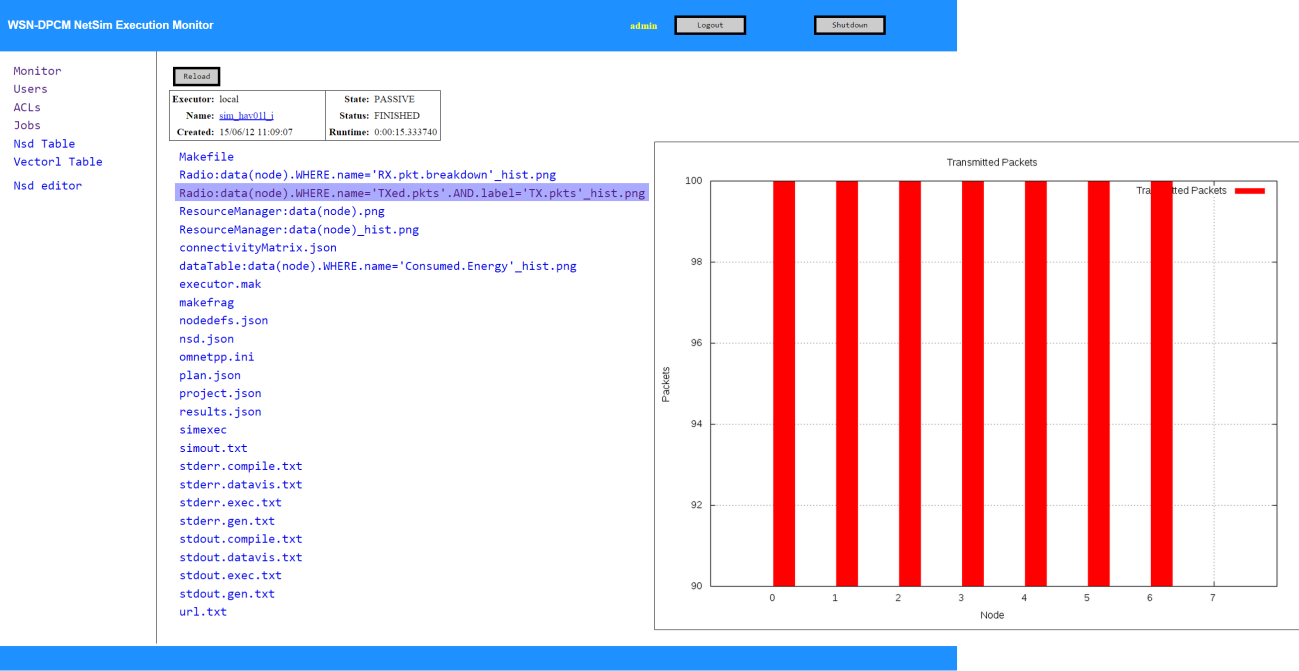 WSN-DPCM NetSim Execution Monitor
admin
Logout
Shutdown
Monitor
Users
ACLs
Jobs
Nsd Table
Vectorl Table
Nsd editor
Reload
Executor: local State: PASSIVE
Name: sim_hav01l_i Status: FINISHED
Created: 15/06/12 11:09:07 Runtime: 0:00:15.333740
Makefile
Radio:data(node).WHERE.name='RX.pkt.breakdown'_hist.png
Radio:data(node).WHERE.name='TXed.pkts'.AND.label='TX.pkts'_hist.png
ResourceManager:data(node).png
ResourceManager:data(node)_hist.png
connectivityMatrix.json
dataTable:data(node).WHERE.name='Consumed.Energy'_hist.png
executor.mak
makefrag
nodedefs.json
nsd.json
omnetpp.ini
plan.json
project.json
results.json
simexec
simout.txt
stderr.compile.txt
stderr.datavis.txt
stderr.exec.txt
stderr.gen.txt
stdout.compile.txt
stdout.datavis.txt
stdout.exec.txt
stdout.gen.txt
url.txt
Transmitted Packets
Transmitted Packets
100
98
96
94
92
90
Packets
0 1 2 3 4 5 6 7
Node